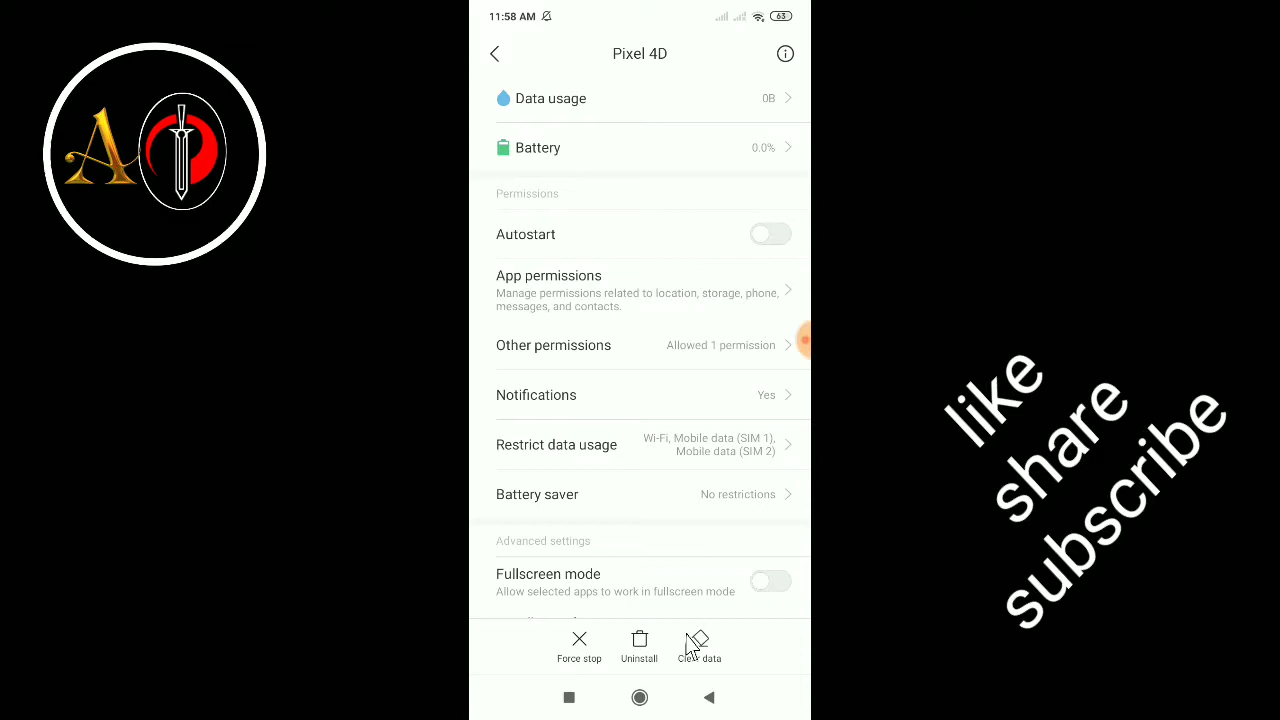 11:58 AM
63
Pixel 4D
Data usage
0B
Battery
0.0%
Permissions
Autostart
App permissions
Manage permissions related to location, storage, phone,
messages, and contacts.
Other permissions
Allowed 1 permission
Notifications
Yes
Restrict data usage
Wi-Fi, Mobile data (SIM 1),
Mobile data (SIM 2)
Battery saver
No restrictions
Advanced settings
Fullscreen mode
Allow selected apps to work in fullscreen mode
Force stop
Uninstall
Clear data
A
like
share
subscribe